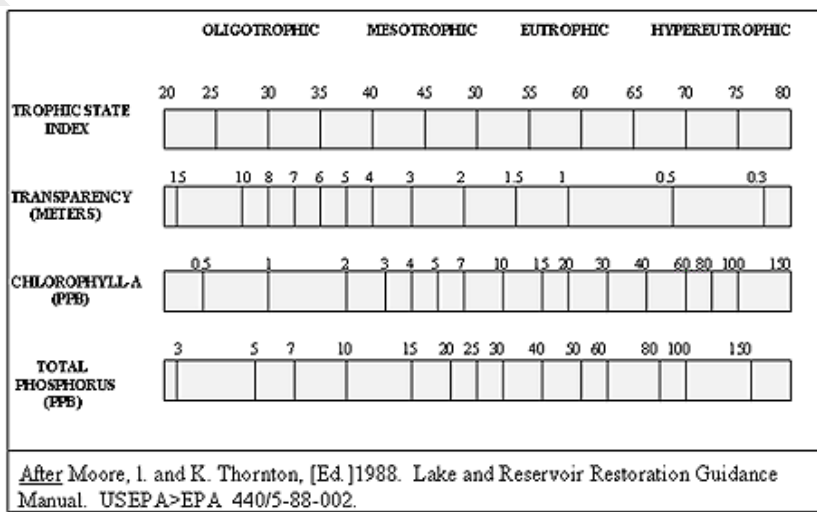 OLIGOTROPHIC MESOTROPHIC EUTROPHIC HYPEREUTROPHIC
20 25 30 35 40 45 50 55 60 65 70 75 80
TROPHIC STATE
INDEX
15 10 8 7 6 5 4 3 2 1.5 1 0.5 0.3
TRANSPARENCY
(METERS)
0.5 1 2 3 4 5 7 10 15 20 30 40 60 80 100 150
CHLOROPHYLL-A
(PPB)
3 5 7 10 15 20 25 30 40 50 60 80 100 150
TOTAL
PHOSPHORUS
(PPB)
After Moore, l. and K. Thornton, [Ed.]1988. Lake and Reservoir Restoration Guidance
Manual. USEPA>EPA 440/5-88-002.